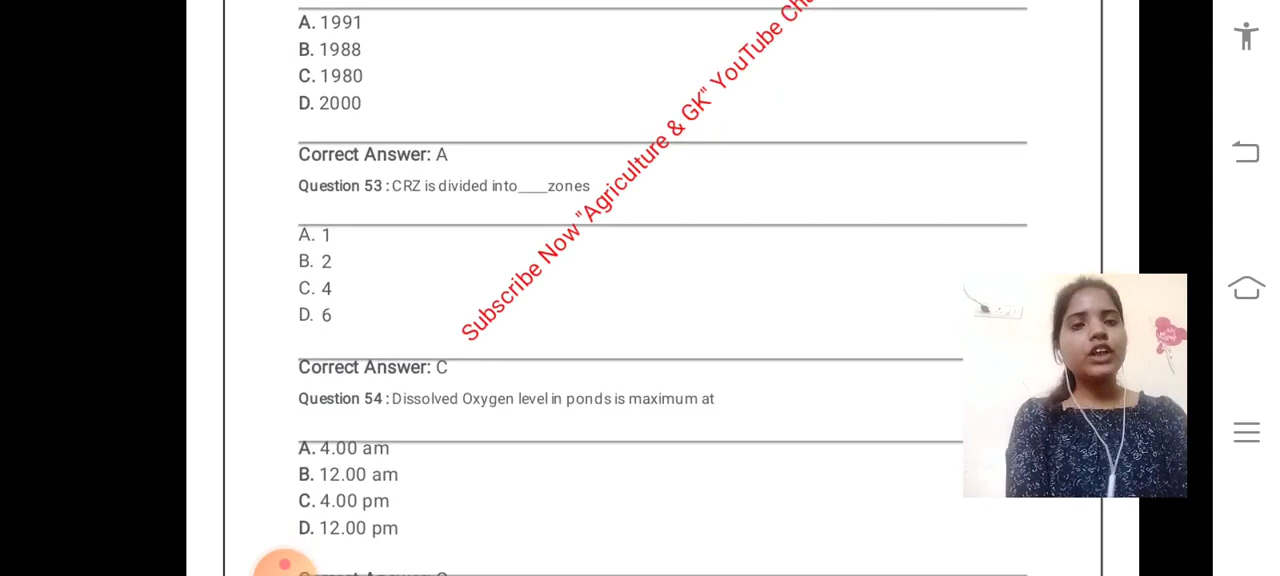 A. 1991
B. 1988
C. 1980
D. 2000
Correct Answer: A
Question 53 : CRZ is divided into____zones
A. 1
B. 2
C. 4
D. 6
Subscribe Now "Agriculture & GK" YouTube
Correct Answer: C
Question 54 : Dissolved Oxygen level in ponds is maximum at
A. 4.00 am
B. 12.00 am
C. 4.00 pm
D. 12.00 pm